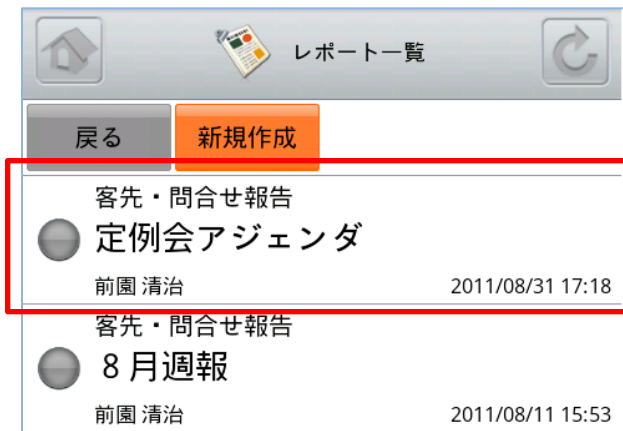 レポート一覧
戻る 新規作成
客先・問合せ報告
定例会アジェンダ
前園 清治 2011/08/31 17:18
客先・問合せ報告
8月週報
前園 清治 2011/08/11 15:53